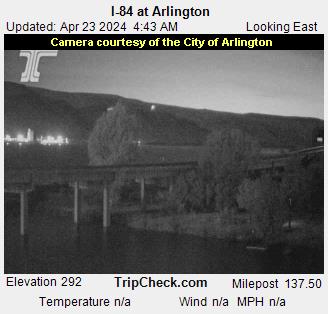 I-84 at Arlington
Updated: Apr 23 2024 4:43 AM Looking East
Camera courtesy of the City of Arlington
Elevation 292 TripCheck.com Milepost 137.50
Temperature n/a Wind n/a MPH n/a